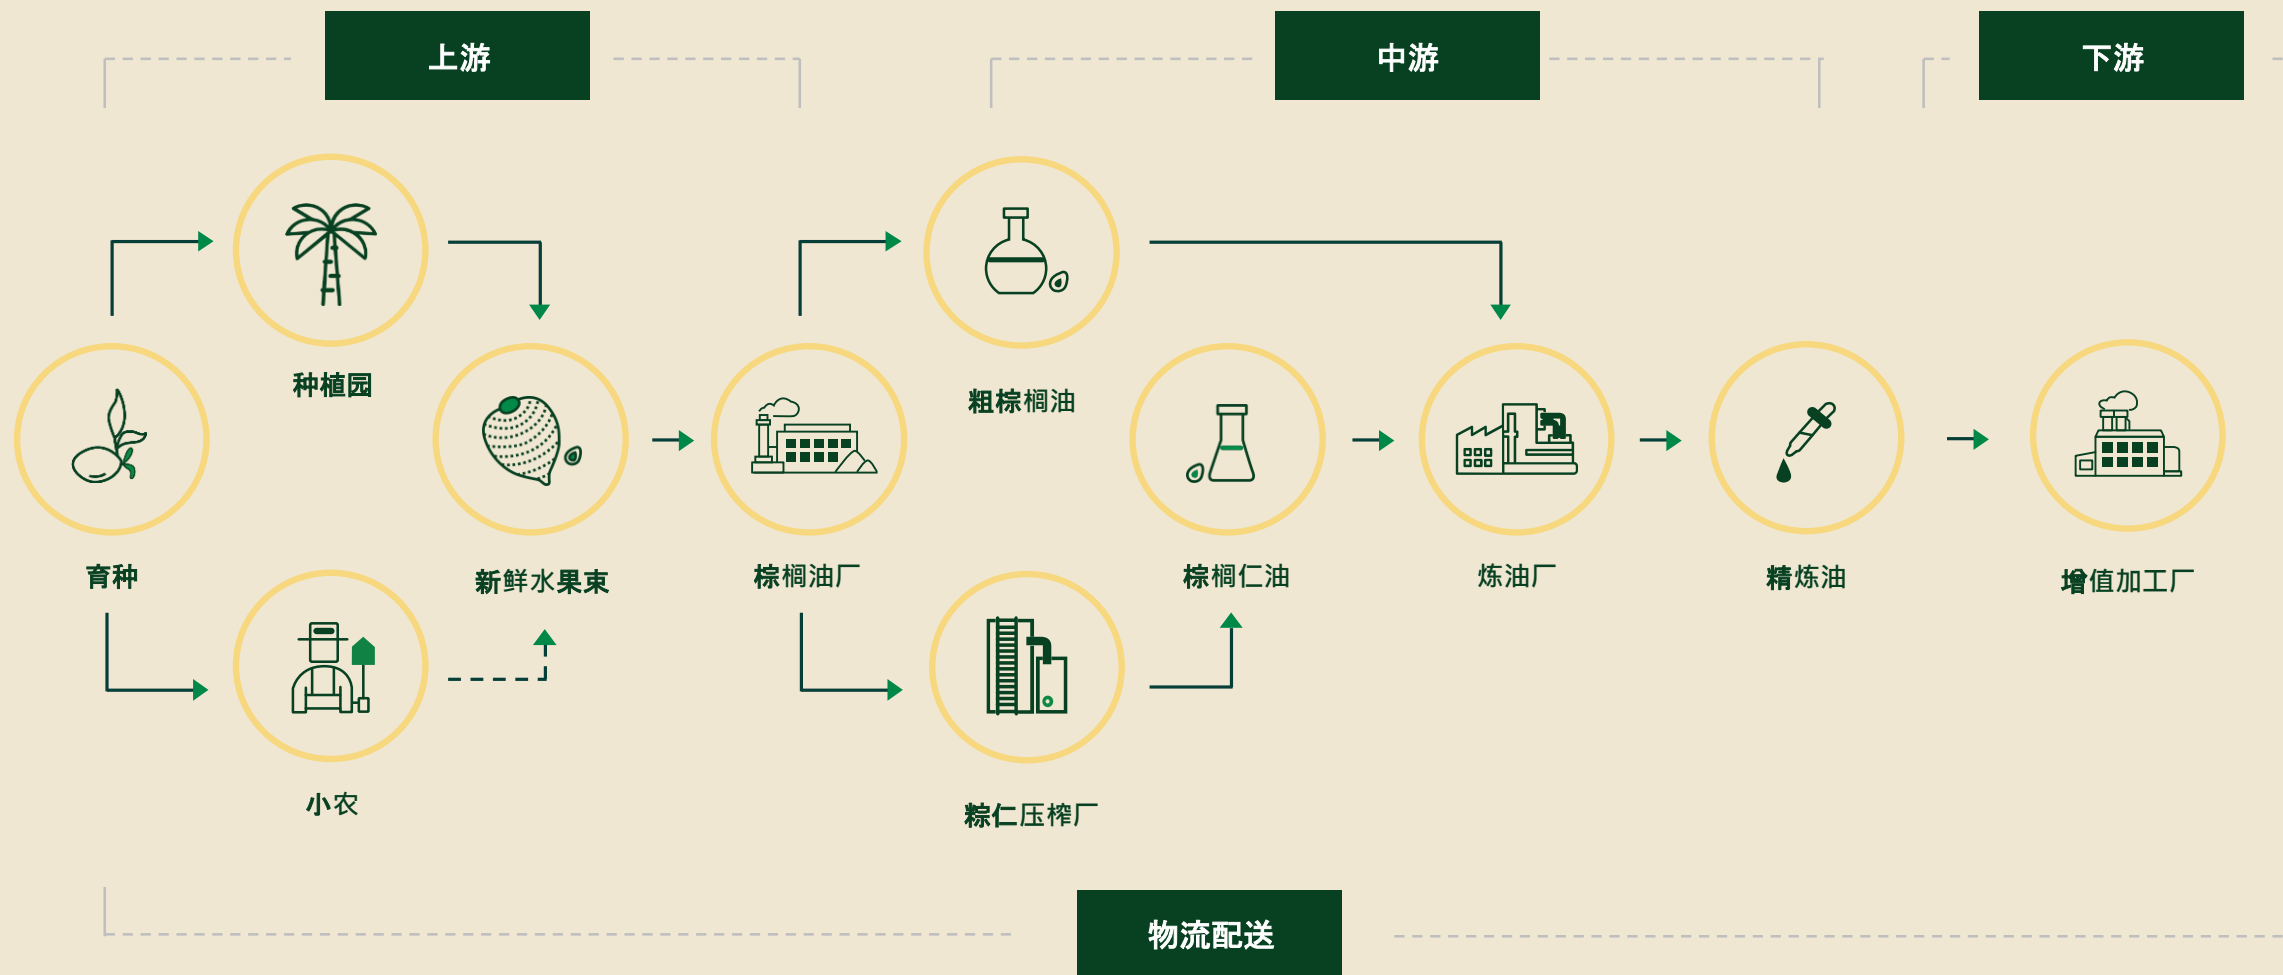 上游
中游
下游
种植园
粗棕榈油
育种
新鲜水果束
棕榈油厂
棕榈仁油
炼油厂
精炼油
增值加工厂
小农
粽仁压榨厂
物流配送